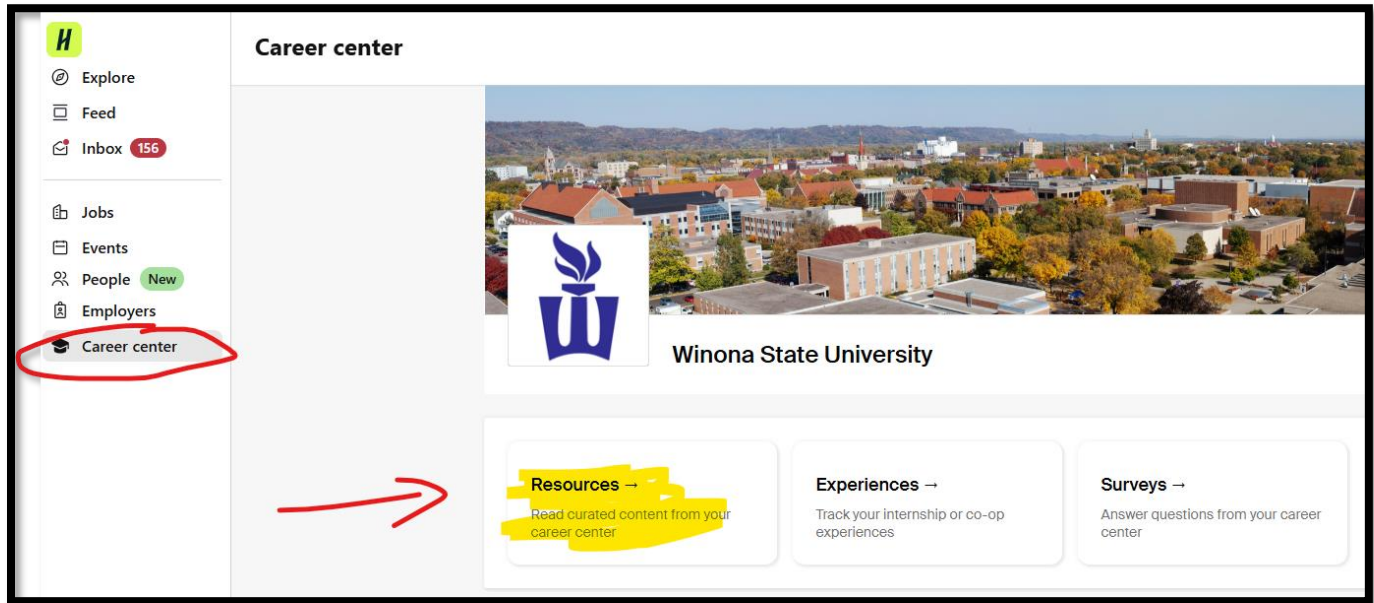 H
Career center
Explore
Feed
Inbox 156
Jobs
Events
People New
Employers
Career center
W
Winona State University
Resources →
Read curated content from your
career center
Experiences →
Track your internship or co-op
experiences
Surveys →
Answer questions from your career
center